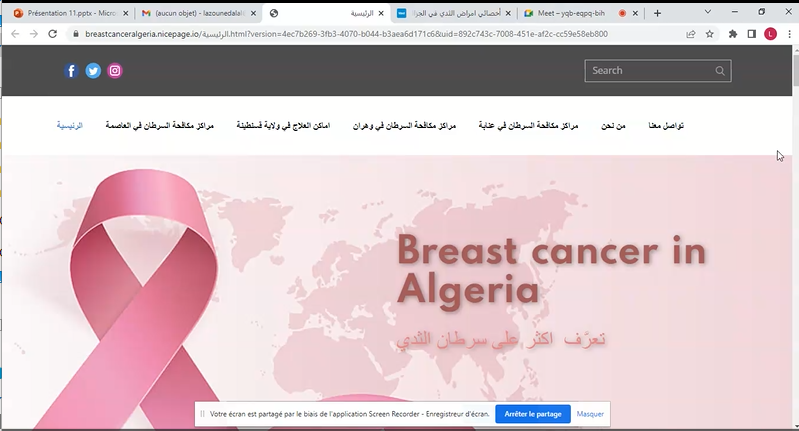 Présentation 11.pptx - Micros
(aucun objet) - lazounedalal
الرئيسية
أخصائي امراض الثدي في الجزا
Meet – yqb-eqpq-bih
breastcanceralgeria.nicepage.io/الرئيسية.html?version=4ec7b269-3fb3-4070-b044-b3aea6d171c6&uid=892c743c-7008-451e-af2c-cc59e58eb800
L
Search
الرئيسية
مراكز مكافحة السرطان في العاصمة
اماكن العلاج في ولاية قسنطينة
مراكز مكافحة السرطان في وهران
مراكز مكافحة السرطان في عنابة
من نحن
تواصل معنا
Breast cancer in
Algeria
تعرّف اكثر على سرطان الثدي
Votre écran est partagé par le biais de l'application Screen Recorder - Enregistreur d'écran.
Arrêter le partage
Masquer